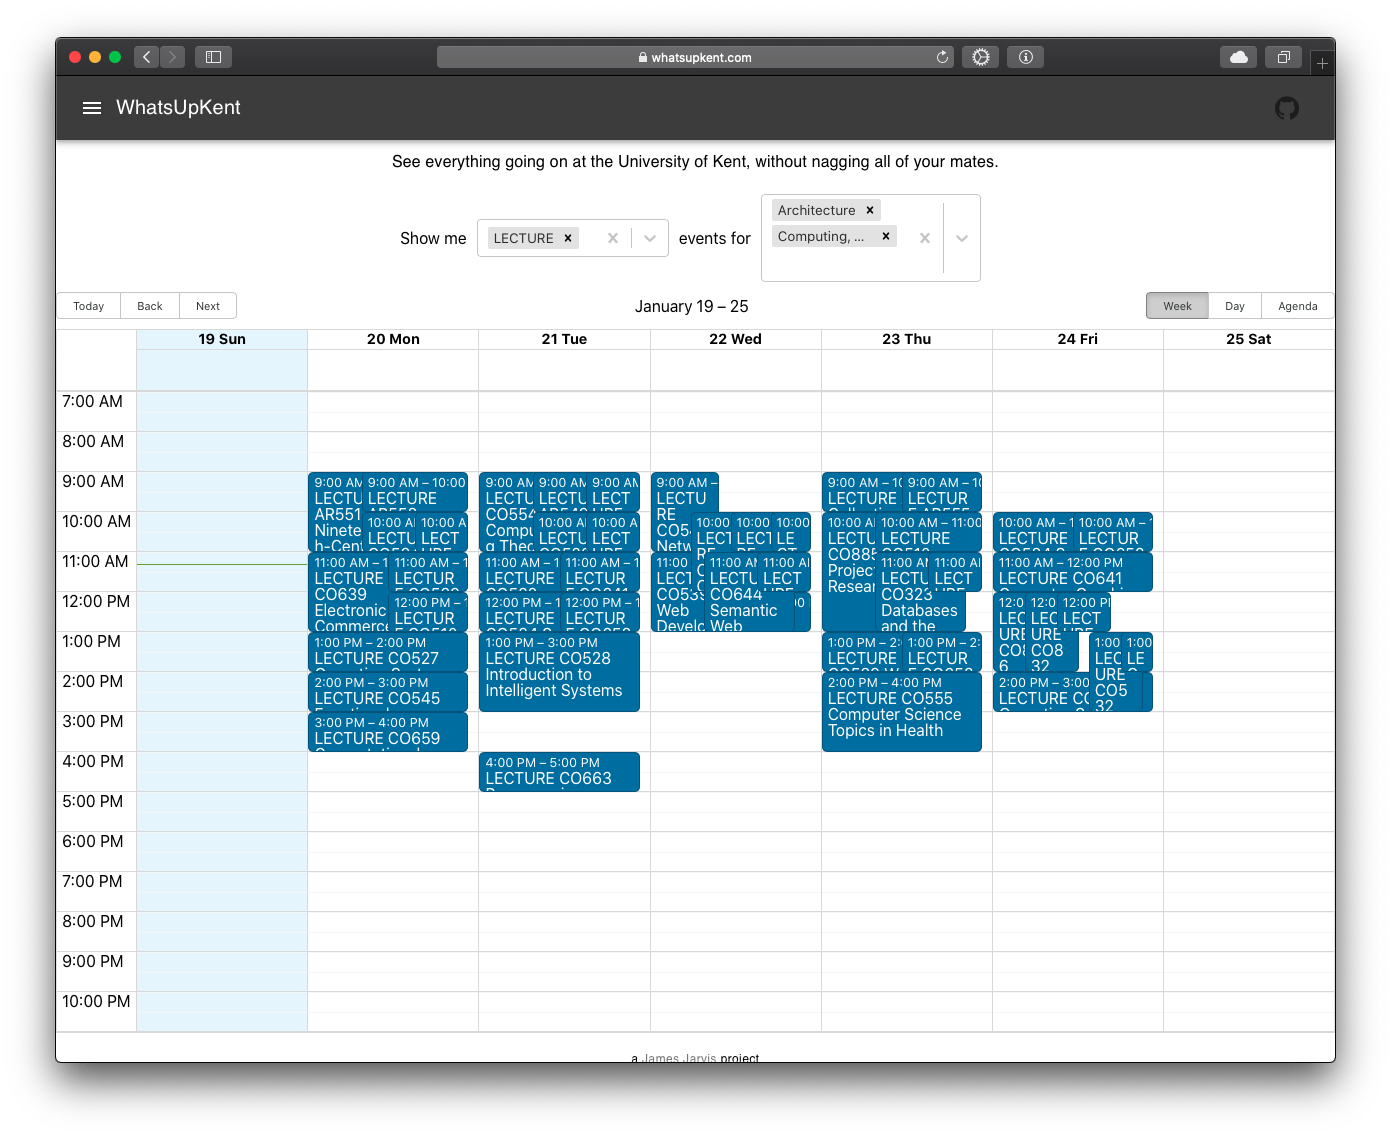 whatsupkent.com
WhatsUpKent
See everything going on at the University of Kent, without nagging all of your mates.
Show me
LECTURE
events for
Architecture
Computing, ...
Today Back Next
January 19 – 25
Week Day Agenda
19 Sun 20 Mon 21 Tue 22 Wed 23 Thu 24 Fri 25 Sat
7:00 AM
8:00 AM
9:00 AM
10:00 AM
11:00 AM
12:00 PM
1:00 PM
2:00 PM
3:00 PM
4:00 PM
5:00 PM
6:00 PM
7:00 PM
8:00 PM
9:00 PM
10:00 PM
9:00 AM
LECTU
AR551
Ninete
h-Cent
9:00 AM – 10:00
LECTURE
10:00 A
LECTU
10:00 A
LECT
11:00 AM – 1
LECTURE
CO639
Electronic
Commerce
11:00 AM – 1
LECTUR
12:00 PM – 1
LECTUR
1:00 PM – 2:00 PM
LECTURE CO527
2:00 PM – 3:00 PM
LECTURE CO545
3:00 PM – 4:00 PM
LECTURE CO659
9:00 AM
LECTU
CO554
Compu
g Theo
9:00 AM
LECTU
9:00 A
LECT
10:00 A
LECTU
10:00 A
LECT
11:00 AM – 1
LECTURE
11:00 AM – 1
LECTUR
12:00 PM – 1
LECTURE
12:00 PM – 1
LECTUR
1:00 PM – 3:00 PM
LECTURE CO528
Introduction to
Intelligent Systems
4:00 PM – 5:00 PM
LECTURE CO663
9:00 AM –
LECTU
RE
Netw
10:00
LECT
10:00
LECT
10:00
LE
11:00
LECT
CO539
Web
Develo
11:00 AM
LECTU
CO644
Semantic
Web
11:00 A
LECT
9:00 AM – 10
LECTURE
9:00 AM – 10
LECTUR
10:00 AM
LECTU
CO885
Project
Resear
10:00 AM – 11:00
LECTURE
11:00 AM
LECTU
CO323
Databases
and the
11:00 A
LECT
1:00 PM – 2:
LECTURE
1:00 PM – 2:
LECTUR
2:00 PM – 4:00 PM
LECTURE CO555
Computer Science
Topics in Health
10:00 AM – 1
LECTURE
10:00 AM –
LECTUR
11:00 AM – 12:00 PM
LECTURE CO641
12:0
LEC
URE
CO8
12:0
LEC
URE
CO8
32
12:00 P
LECT
1:00
LEC
URE
CO5
32
1:00
LE
2:00 PM – 3:00
LECTURE CO
a James Jarvis project